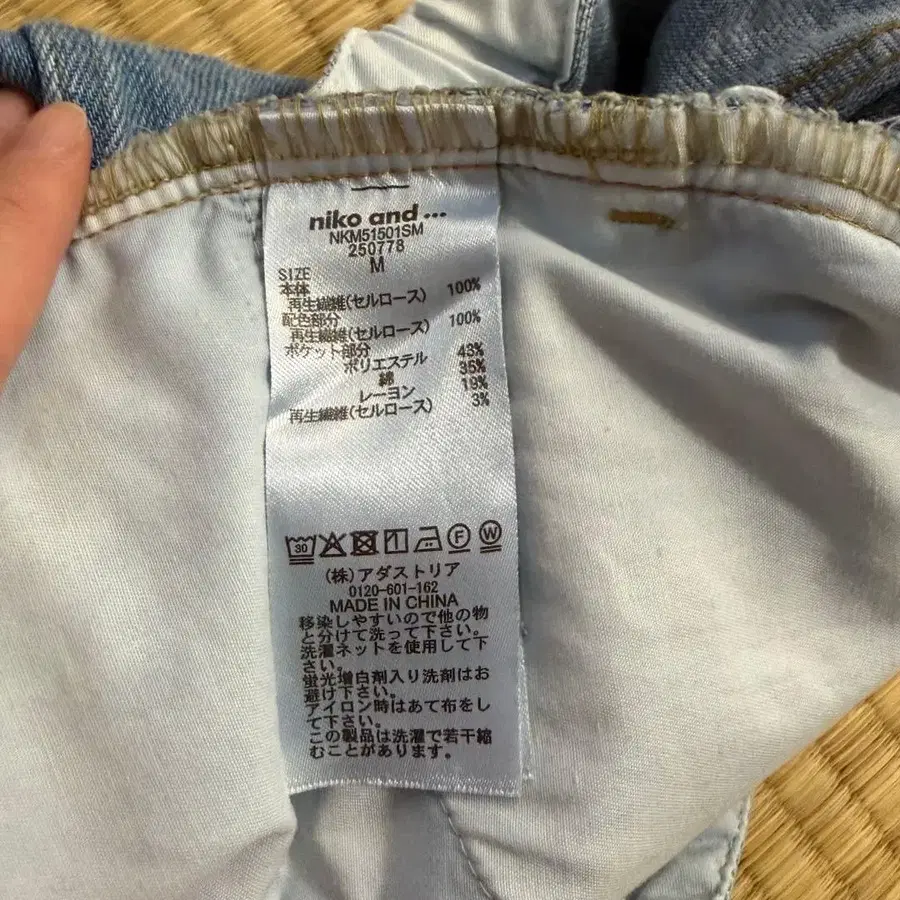 niko and ...
NKM51501SM
250778
M
SIZE
本体
再生繊維(セルロース) 100%
配色部分
再生繊維(セルロース) 100%
ポケット部分
ポリエステル 43%
綿 35%
レーヨン 19%
再生繊維(セルロース) 3%
30
F W
(株)アダストリア
0120-601-162
MADE IN CHINA
移染しやすいので他の物
と分けて洗って下さい。
洗濯ネットを使用して下
さい。
蛍光増白剤入り洗剤はお
避け下さい。
アイロン時はあて布をし
て下さい。
この製品は洗濯で若干縮
むことがあります。